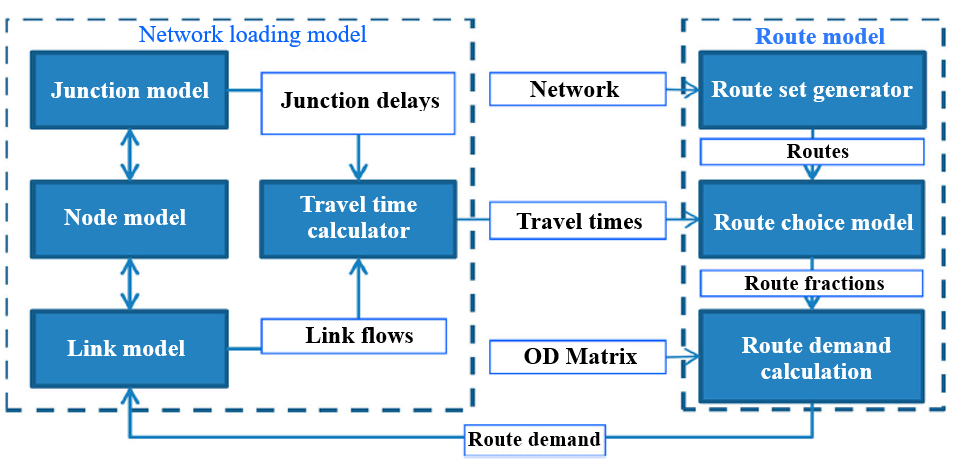 Network loading model
Junction model
Junction delays
Node model
Travel time
calculator
Link model
Link flows
Network
Travel times
OD Matrix
Route model
Route set generator
Routes
Route choice model
Route fractions
Route demand
calculation
Route demand